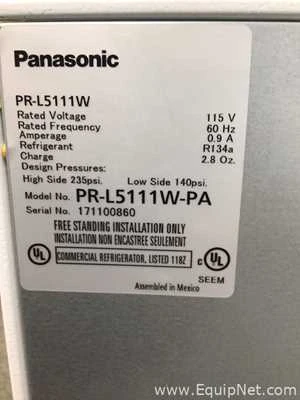 Panasonic
PR-L5111W
Rated Voltage 115 V
Rated Frequency 60 Hz
Amperage 0.9 A
Refrigerant R134a
Charge 2.8 Oz.
Design Pressures:
High Side 235psi. Low Side 140psi.
Model No. PR-L5111W-PA
Serial No. 171100860
FREE STANDING INSTALLATION ONLY
INSTALLATION NON ENCASTREE SEULEMENT
UL COMMERCIAL REFRIGERATOR, LISTED 118Z c UL
SEEM
Assembled in Mexico
www.EquipNet.com